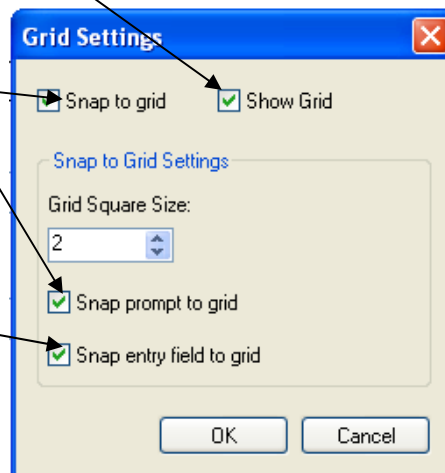 Grid Settings
Snap to grid Show Grid
Snap to Grid Settings
Grid Square Size:
2
Snap prompt to grid
Snap entry field to grid
OK Cancel